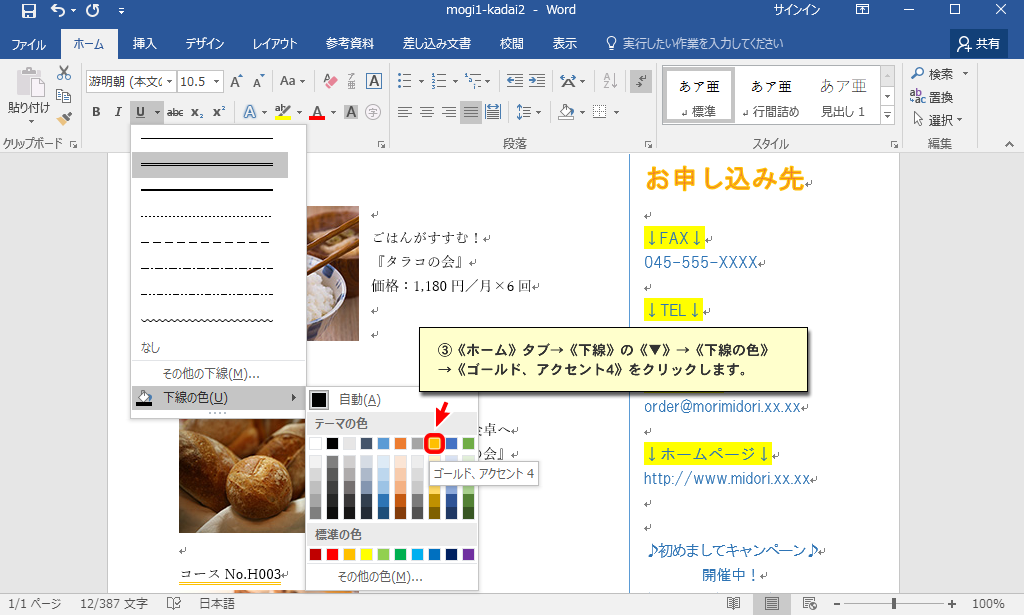 mogi1-kadai2 - Word
サインイン
ファイル ホーム 挿入 デザイン レイアウト 参考資料 差し込み文書 校閲 表示 実行したい作業を入力してください 共有
貼り付け
クリップボード
游明朝 (本文の 10.5
B I U abc x₂ x²
段落
あア亜 あア亜 あア亜
↲標準 ↲行間詰め 見出し 1
スタイル
検索
置換
選択
編集
なし
その他の下線(M)...
下線の色(U)
自動(A)
テーマの色
ゴールド、アクセント 4
標準の色
その他の色(M)...
ごはんがすすむ！
『タラコの会』
価格：1,180 円／月×6 回
③《ホーム》タブ→《下線》の《▼》→《下線の色》
→《ゴールド、アクセント4》をクリックします。
卓へ
の会』
コース No.H003
お申し込み先
↓FAX↓
045-555-XXXX
↓TEL↓
order@morimidori.xx.xx
↓ホームページ↓
http://www.midori.xx.xx
♪初めましてキャンペーン♪
開催中！
1/1 ページ 12/387 文字 日本語 100%